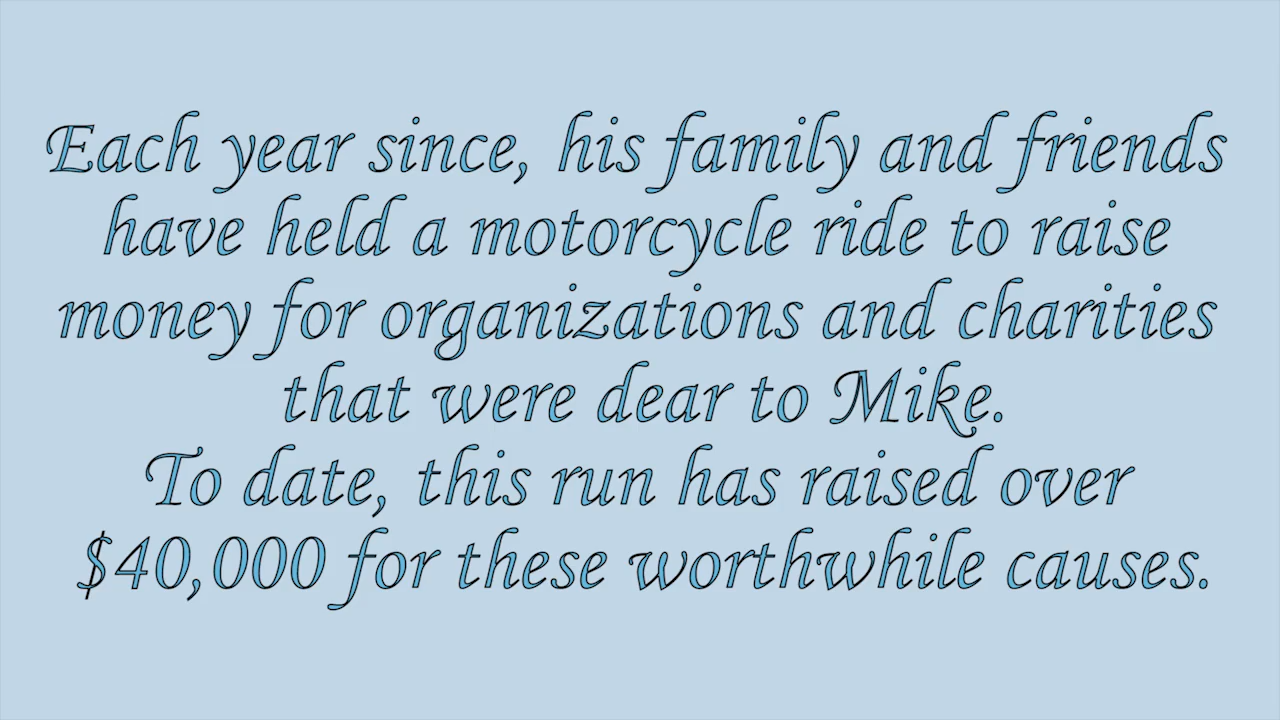 Each year since, his family and friends
have held a motorcycle ride to raise
money for organizations and charities
that were dear to Mike.
To date, this run has raised over
$40,000 for these worthwhile causes.